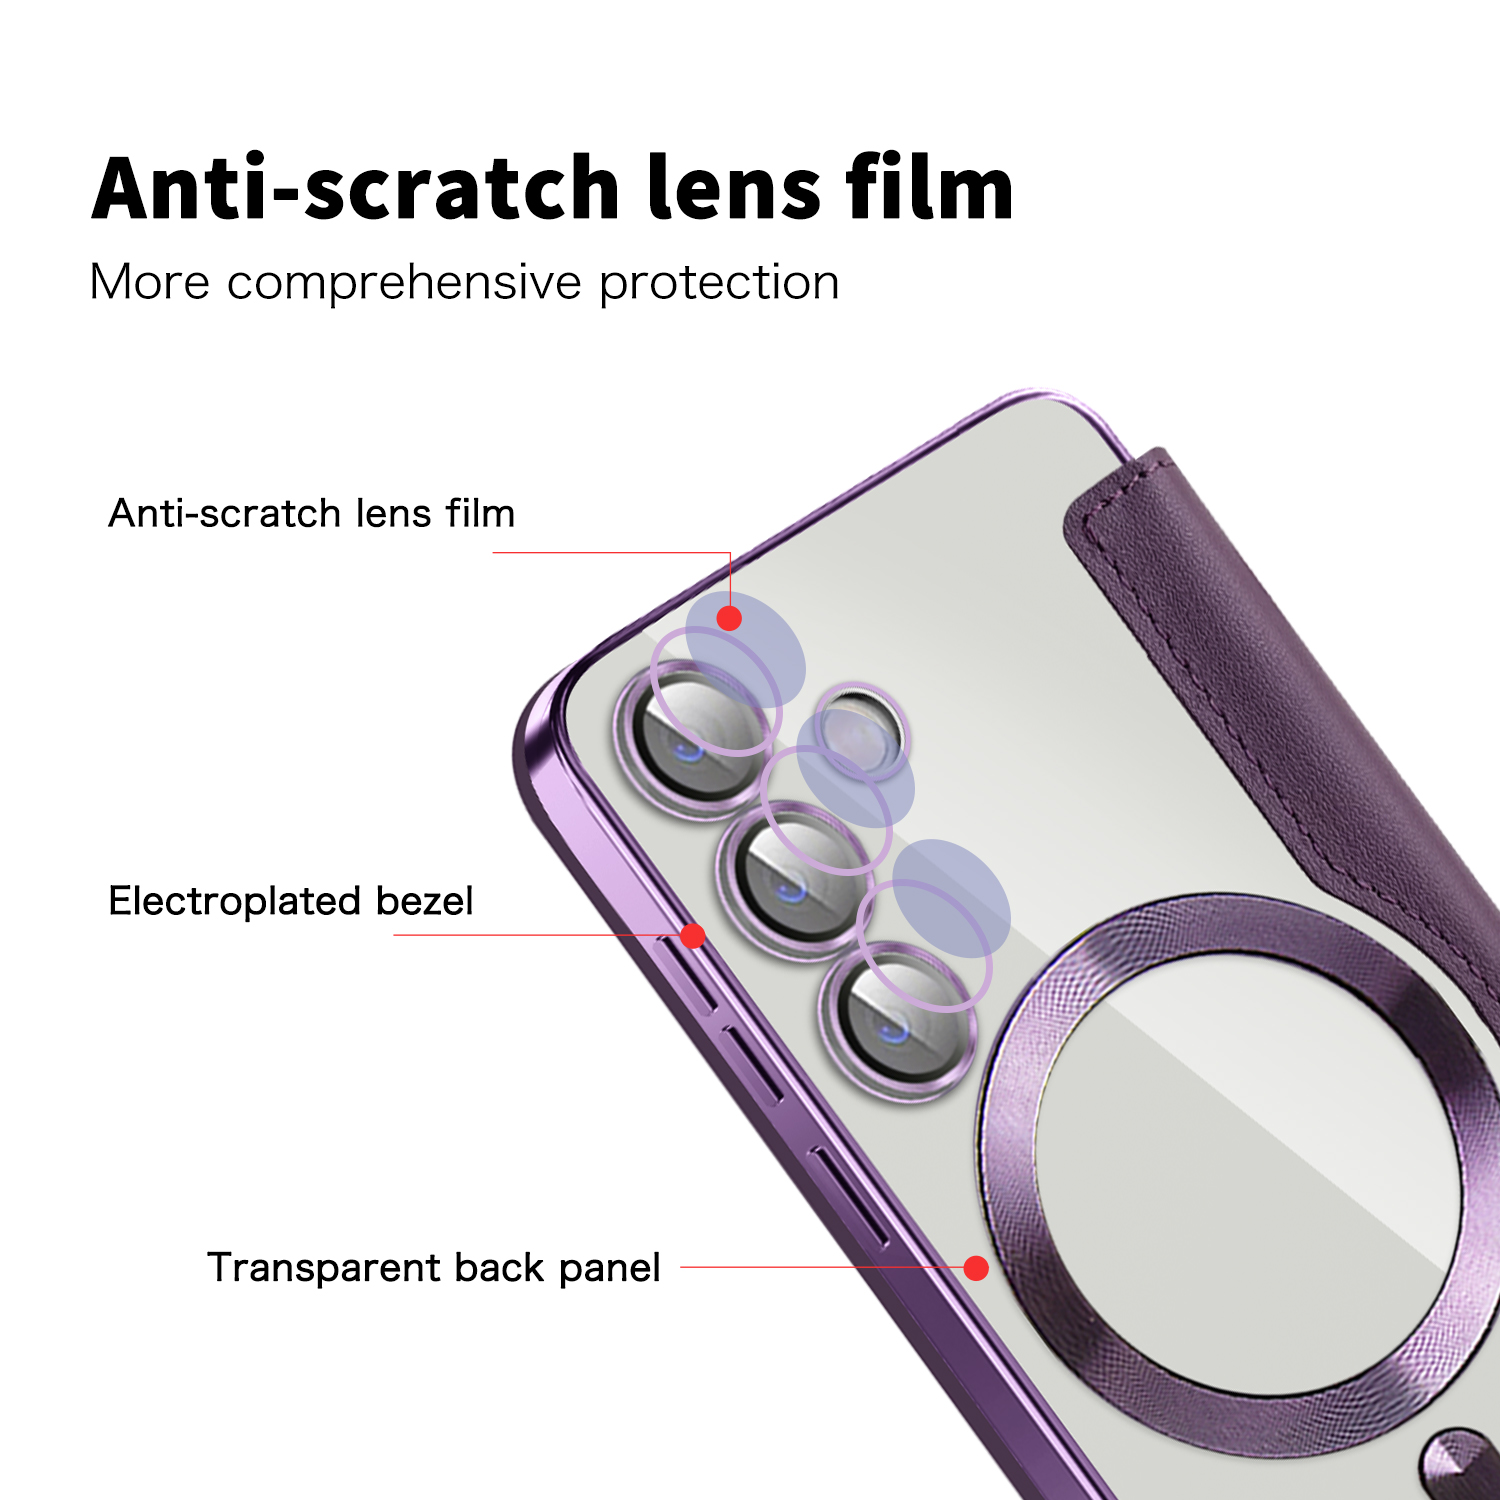 Anti-scratch lens film
More comprehensive protection
Anti-scratch lens film
Electroplated bezel
Transparent back panel